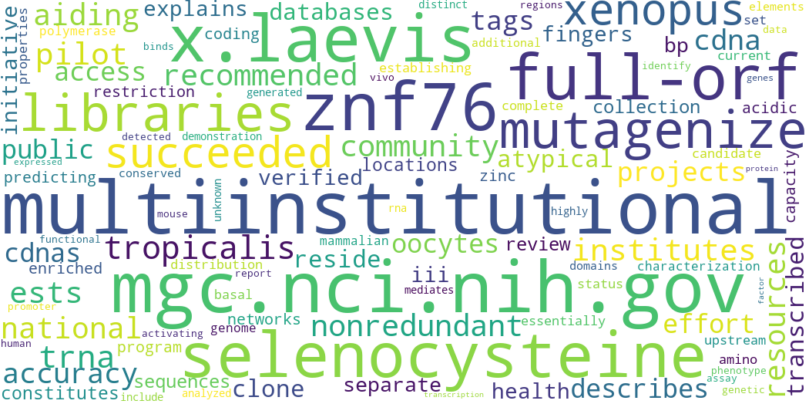 initiative
properties
aiding
explains
databases
distinct
regions
xenopus
elements
set
data
polymerase
pilot
coding
x.laevis
tags
additional
fingers
current
cdna
binds
access
recommended
vivo
establishing
bp
full-orf
identify
genes
restriction
generated
libraries
znf76
complete
collection
acidic
mutagenize
public
detected
demonstration
succeeded
community
locations
atypical
candidate
expressed
conserved
predicting
verified
zinc
projects
protein
capacity
multiinstitutional
mouse
unknown
rna
highly
functional
cdnas
tropicalis
mammalian
oocytes
review
institutes
enriched
distribution
reside
iii
domains
characterization
ests
mgc.nci.nih.gov
report
basal
mediates
status
factor
resources
transcribed
promoter
national
activating
genome
networks
nonredundant
essentially
effort
upstream
human
trna
program
selenocysteine
amino
phenotype
accuracy
sequences
clone
separate
health
describes
assay
constitutes
include
analyzed
transcription
genetic